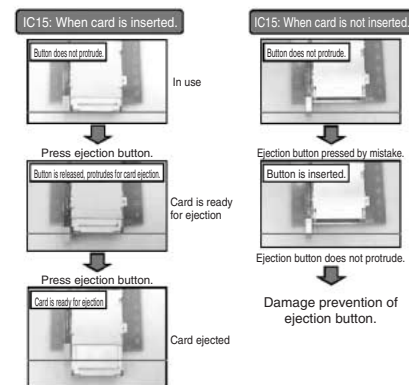 IC15: When card is inserted.
Button does not protrude.
In use
Press ejection button.
Button is released, protrudes for card ejection.
Card is ready
for ejection
Press ejection button.
Card is ready for ejection
Card ejected
IC15: When card is not inserted.
Button does not protrude.
Ejection button pressed by mistake.
Button is inserted.
Ejection button does not protrude.
Damage prevention of
ejection button.